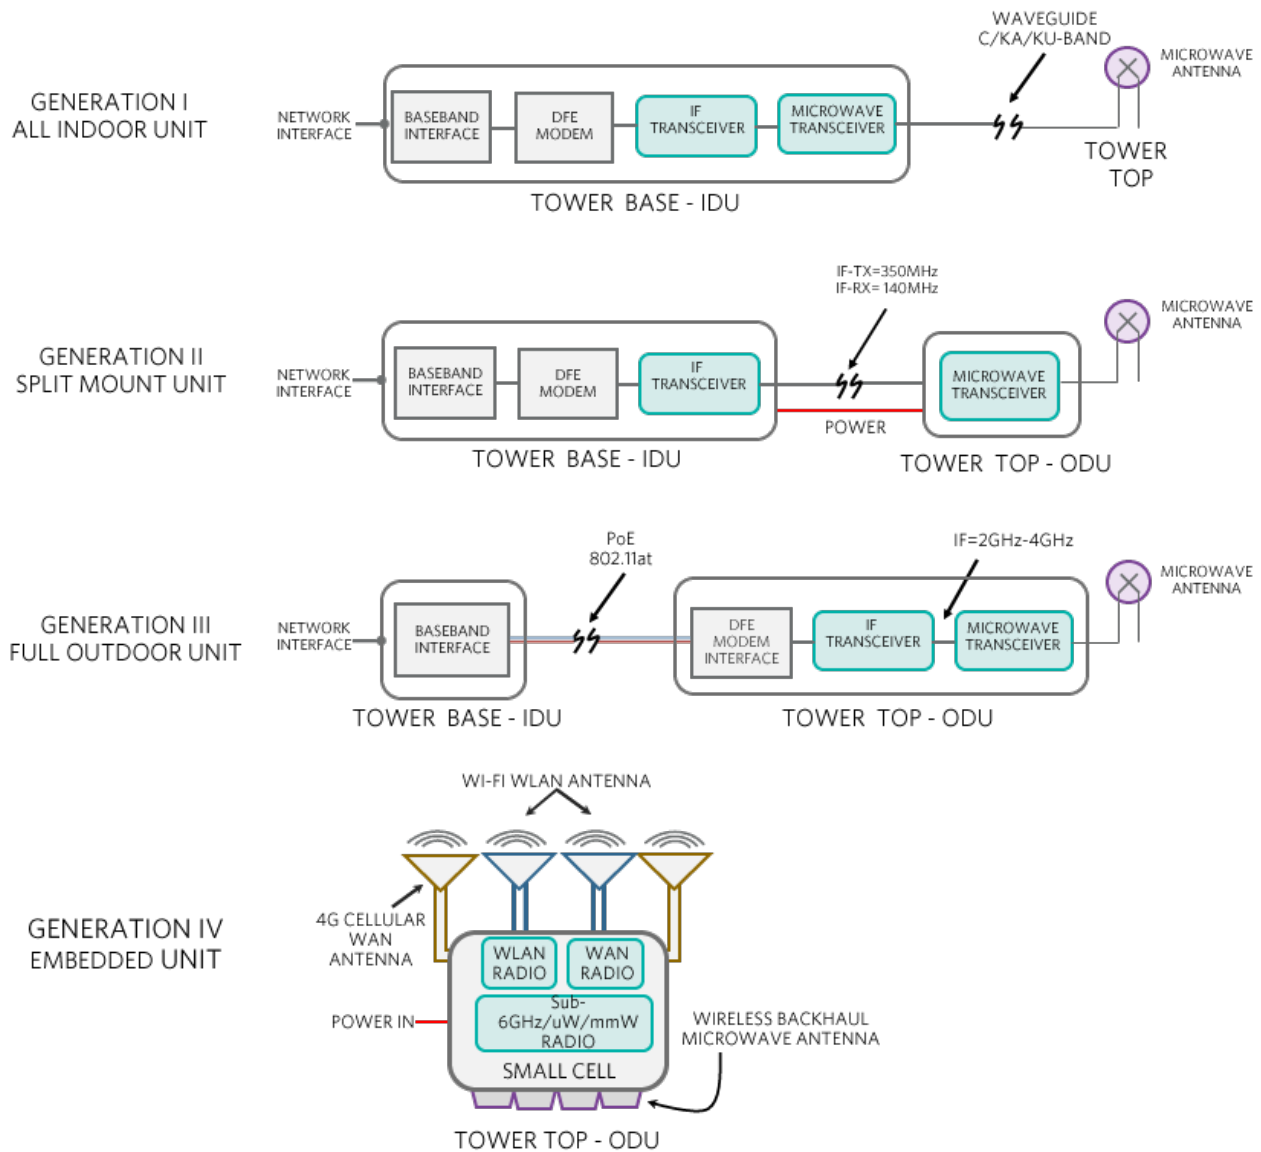 WAVEGUIDE
C/KA/KU-BAND
MICROWAVE
ANTENNA
GENERATION I
ALL INDOOR UNIT
NETWORK
INTERFACE
BASEBAND
INTERFACE
DFE
MODEM
IF
TRANSCEIVER
MICROWAVE
TRANSCEIVER
TOWER
TOP
TOWER BASE - IDU
IF-TX=350MHz
IF-RX= 140MHz
MICROWAVE
ANTENNA
GENERATION II
SPLIT MOUNT UNIT
NETWORK
INTERFACE
BASEBAND
INTERFACE
DFE
MODEM
IF
TRANSCEIVER
MICROWAVE
TRANSCEIVER
POWER
TOWER BASE - IDU
TOWER TOP - ODU
PoE
802.11at
IF=2GHz-4GHz
MICROWAVE
ANTENNA
GENERATION III
FULL OUTDOOR UNIT
NETWORK
INTERFACE
BASEBAND
INTERFACE
DFE
MODEM
INTERFACE
IF
TRANSCEIVER
MICROWAVE
TRANSCEIVER
TOWER BASE - IDU
TOWER TOP - ODU
WI-FI WLAN ANTENNA
GENERATION IV
EMBEDDED UNIT
4G CELLULAR
WAN
ANTENNA
WLAN
RADIO
WAN
RADIO
POWER IN
Sub-
6GHz/uW/mmW
RADIO
SMALL CELL
WIRELESS BACKHAUL
MICROWAVE ANTENNA
TOWER TOP - ODU